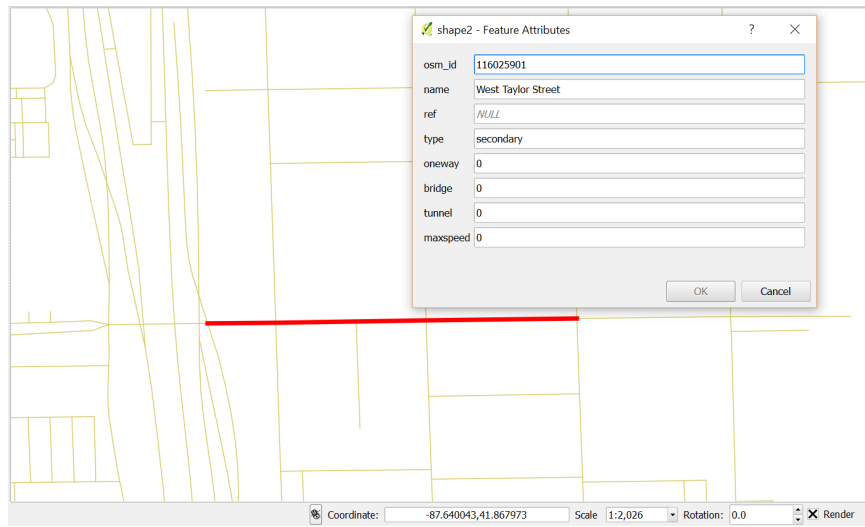 shape2 - Feature Attributes
osm_id 116025901
name West Taylor Street
ref NULL
type secondary
oneway 0
bridge 0
tunnel 0
maxspeed 0
OK Cancel
Coordinate: -87.640043,41.867973 Scale 1:2,026 Rotation: 0.0 Render